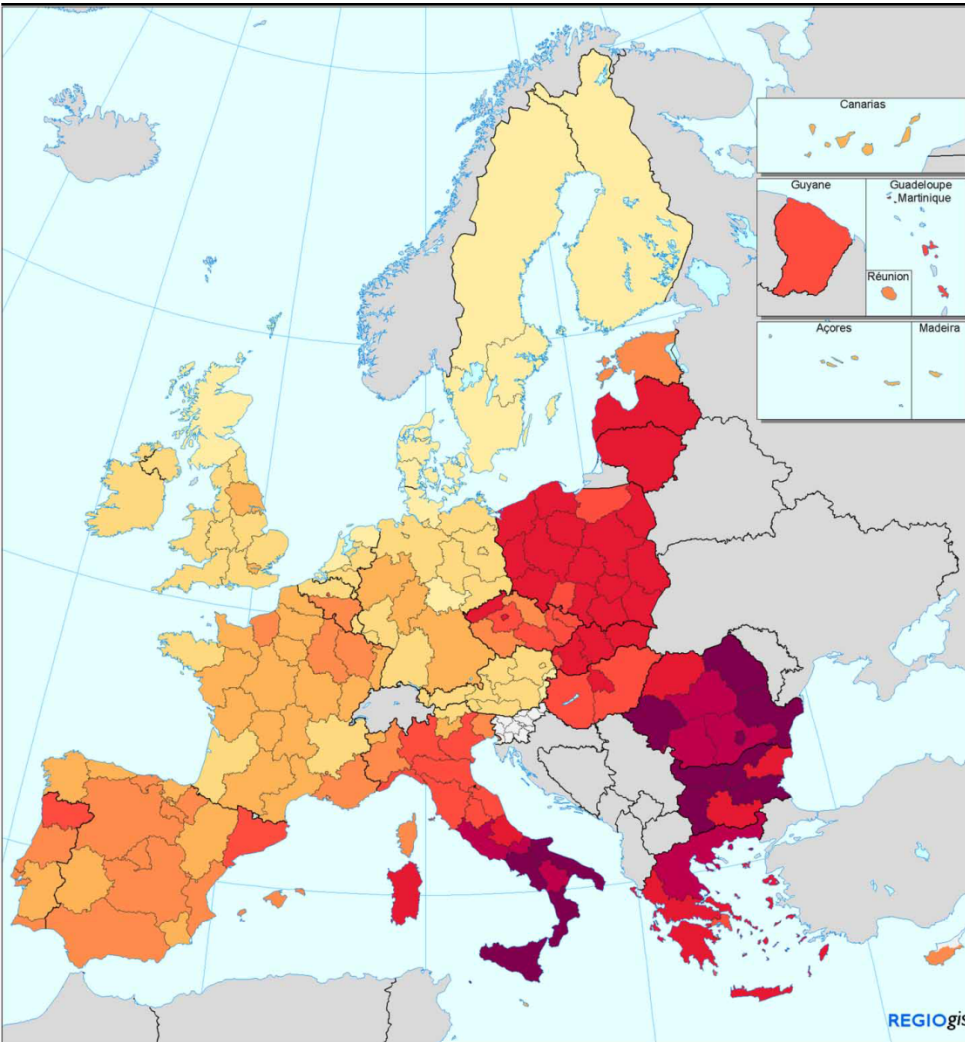 Canarias
Guyane
Guadeloupe
Martinique
Réunion
Açores
Madeira
REGIOgis